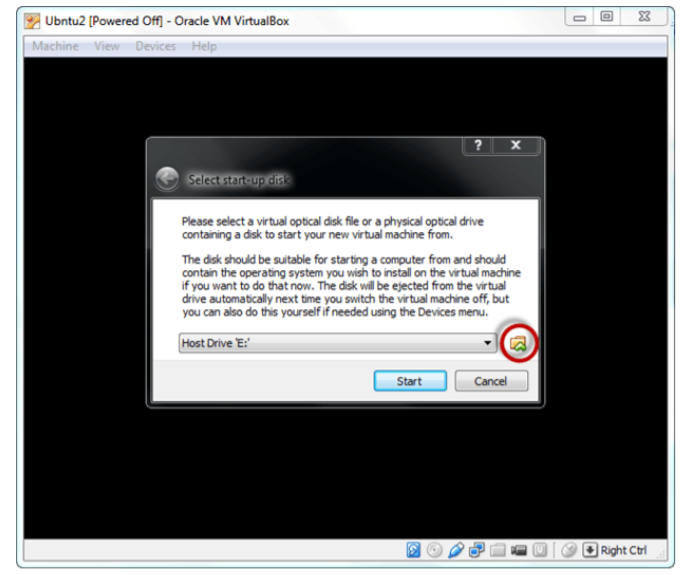 Ubntu2 [Powered Off] - Oracle VM VirtualBox
Machine View Devices Help
? X
Select start-up disk
Please select a virtual optical disk file or a physical optical drive
containing a disk to start your new virtual machine from.
The disk should be suitable for starting a computer from and should
contain the operating system you wish to install on the virtual machine
if you want to do that now. The disk will be ejected from the virtual
drive automatically next time you switch the virtual machine off, but
you can also do this yourself if needed using the Devices menu.
Host Drive 'E:'
Start Cancel
Right Ctrl